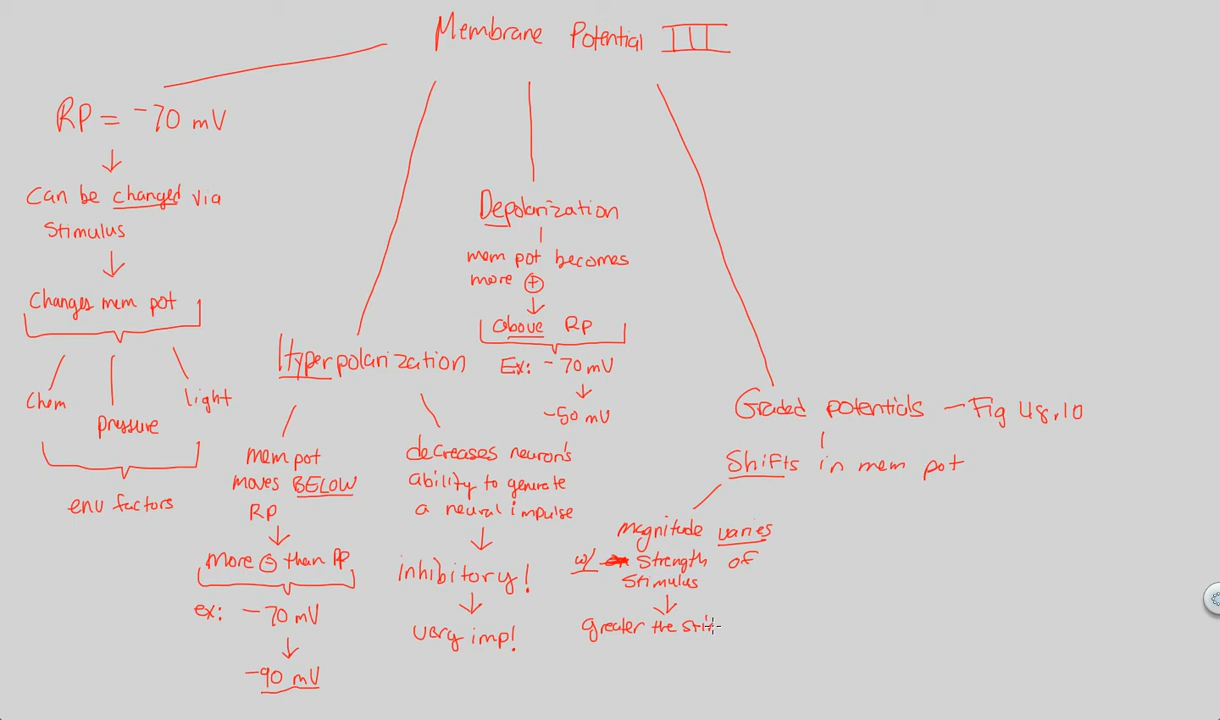 Membrane Potential III
RP = -70 mV
Can be changed via
Stimulus
Changes mem pot
Chem
pressure
light
env factors
Hyperpolarization
mem pot
moves BELOW
RP
More ⊖ than RP
ex: -70 mV
-90 mV
decreases neuron's
ability to generate
a neural impulse
inhibitory!
very imp!
Depolarization
mem pot becomes
more ⊕
above RP
Ex: -70 mV
-50 mV
Graded potentials - Fig 48.10
Shifts in mem pot
magnitude varies
w/ Strength of
Stimulus
greater the